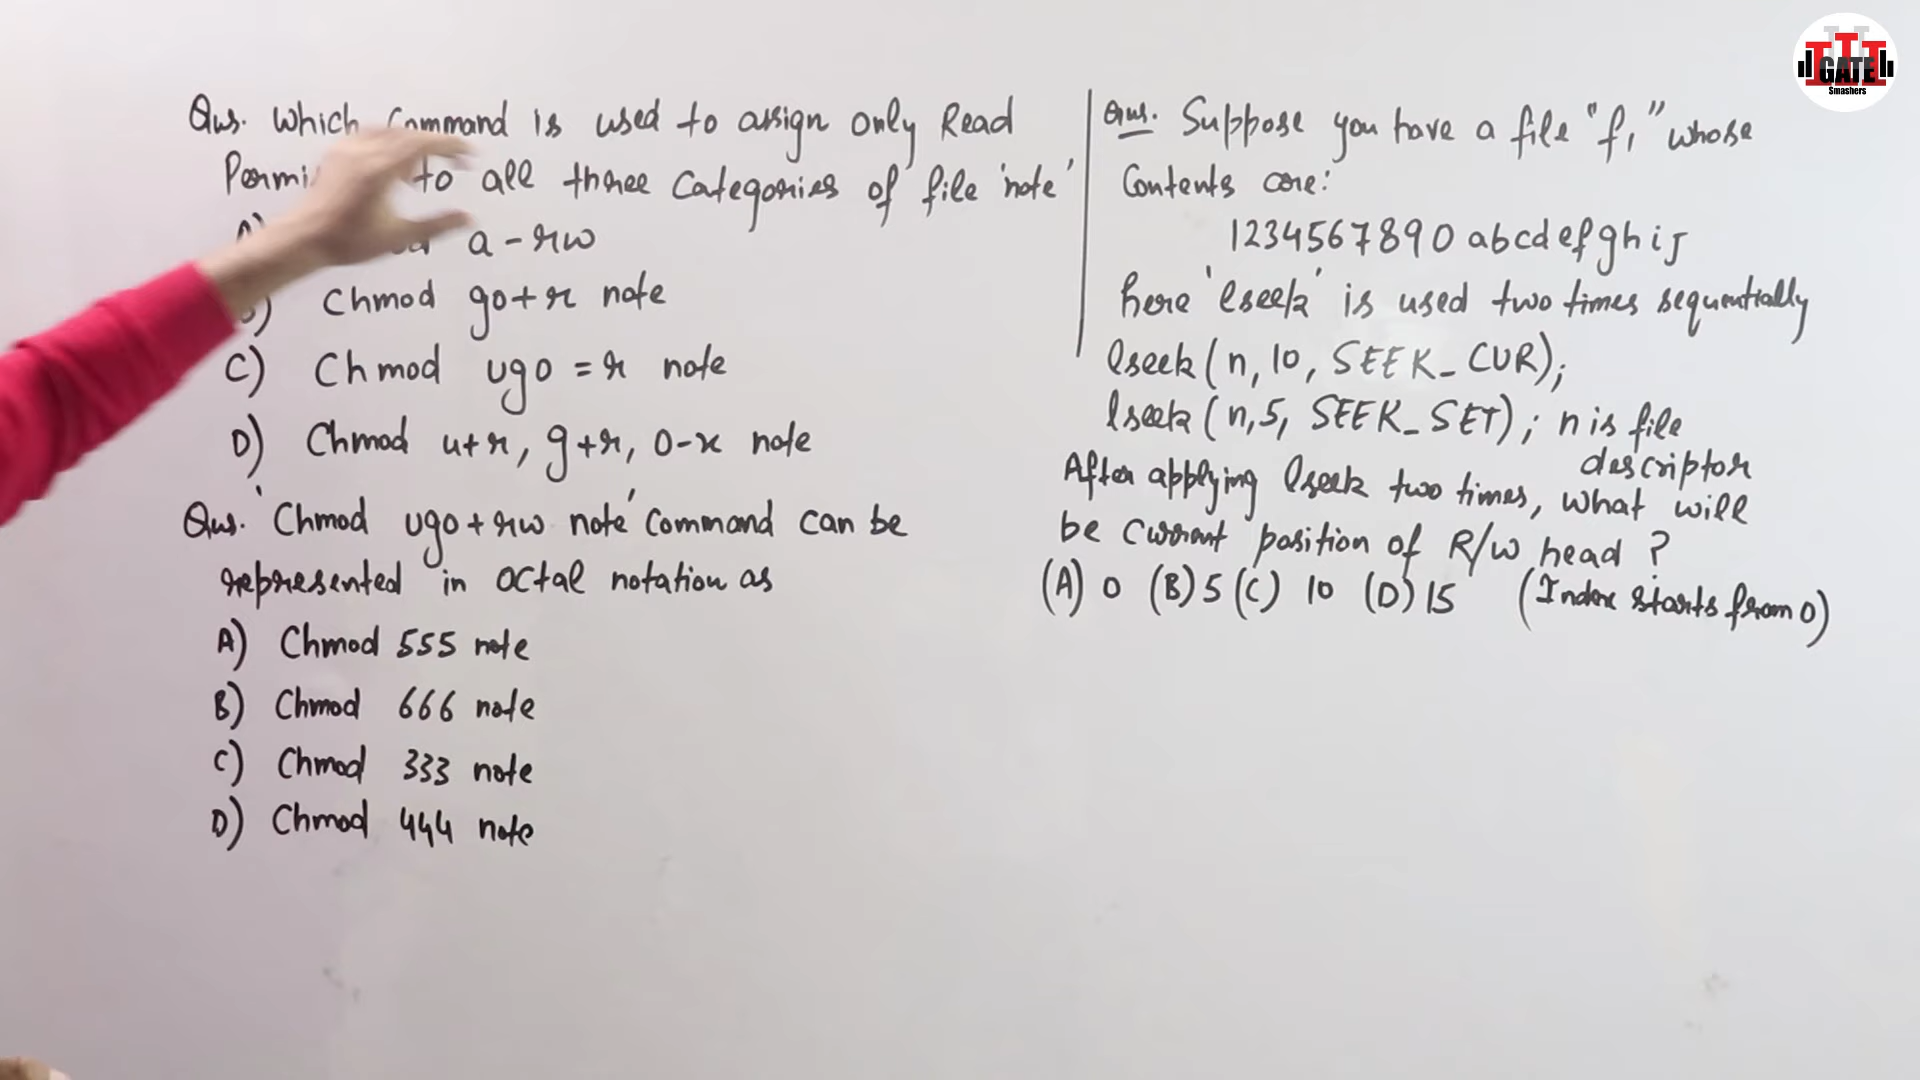 Qus. Which Command is used to assign only Read
to all three Categories of file 'note'
a-rw
Chmod go+r note
C) Chmod ugo=r note
D) Chmod u+r, g+r, o-x note
Qus. 'Chmod ugo+rw note' Command can be
represented in octal notation as
A) Chmod 555 note
B) Chmod 666 note
C) Chmod 333 note
D) Chmod 444 note
Qus. Suppose you have a file "f1" whose
Contents are:
1234567890abcdefghij
here 'lseek' is used two times sequentially
lseek(n, 10, SEEK_CUR);
lseek(n, 5, SEEK_SET); n is file
descriptor
After applying lseek two times, what will
be current position of R/W head ?
(A) 0 (B) 5 (C) 10 (D) 15 (Index starts from 0)
GATE
Smashers